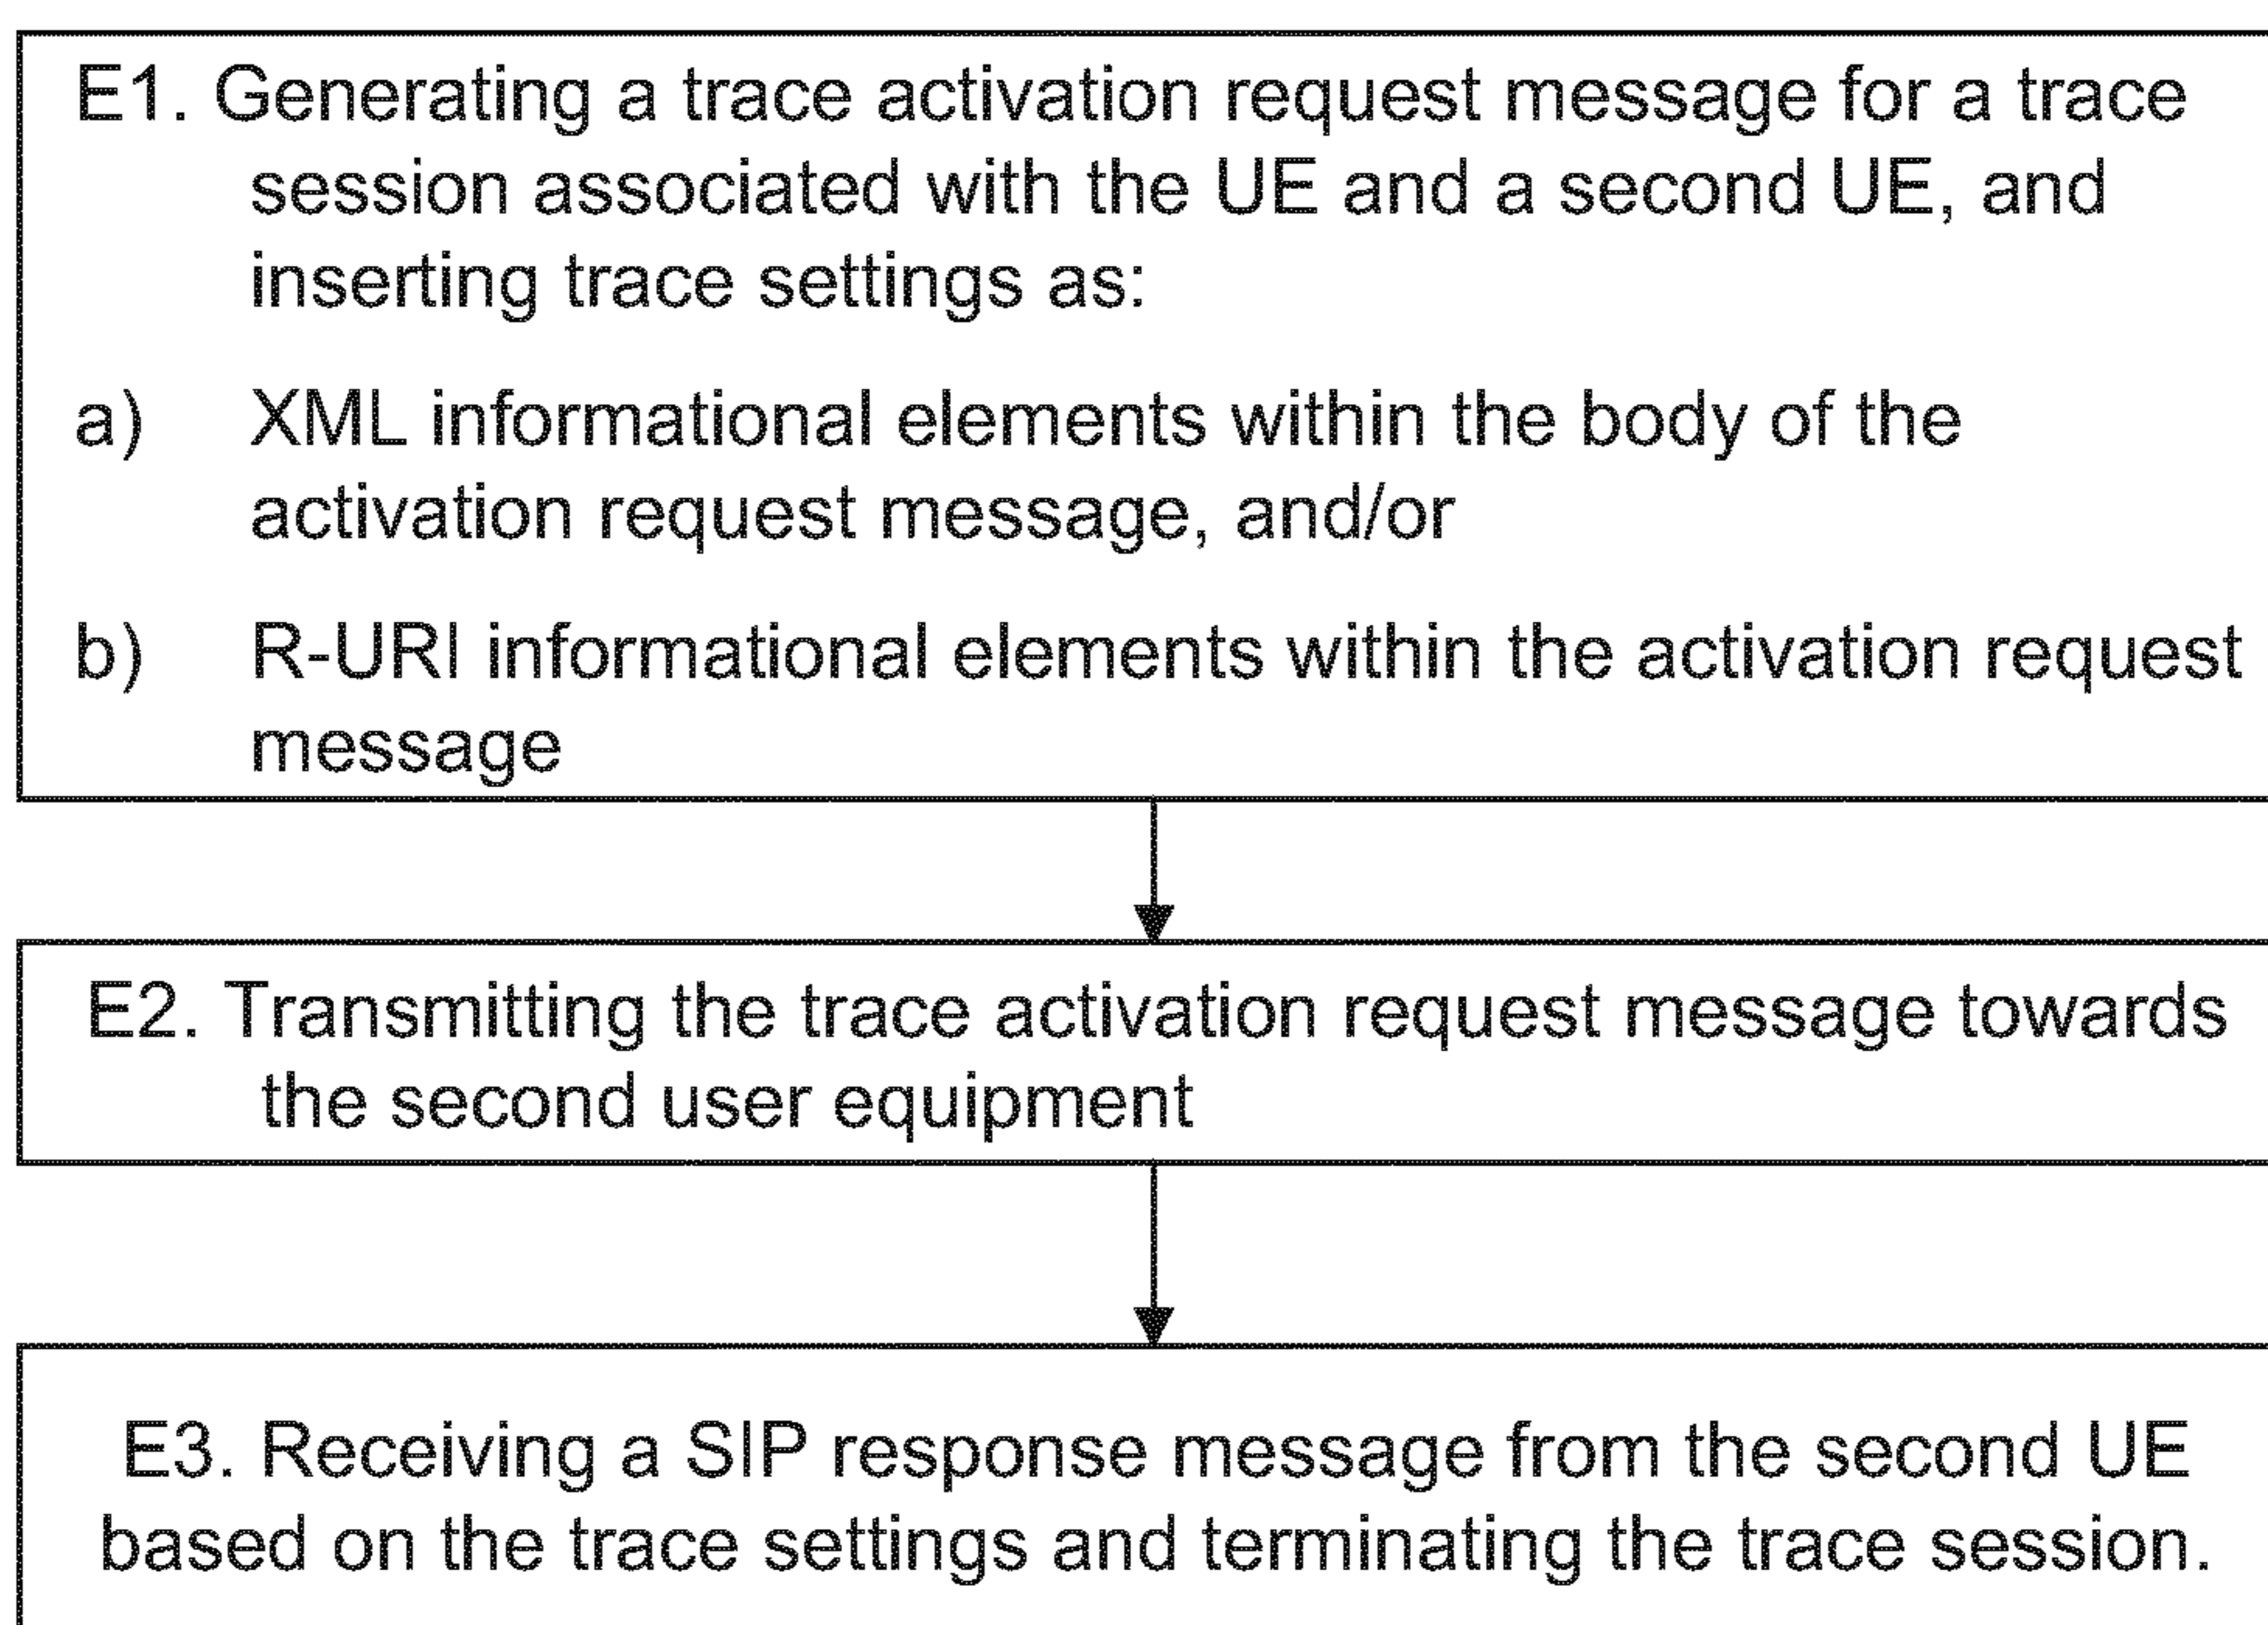 E1. Generating a trace activation request message for a trace
session associated with the UE and a second UE, and
inserting trace settings as:
a) XML informational elements within the body of the
activation request message, and/or
b) R-URI informational elements within the activation request
message
E2. Transmitting the trace activation request message towards
the second user equipment
E3. Receiving a SIP response message from the second UE
based on the trace settings and terminating the trace session.